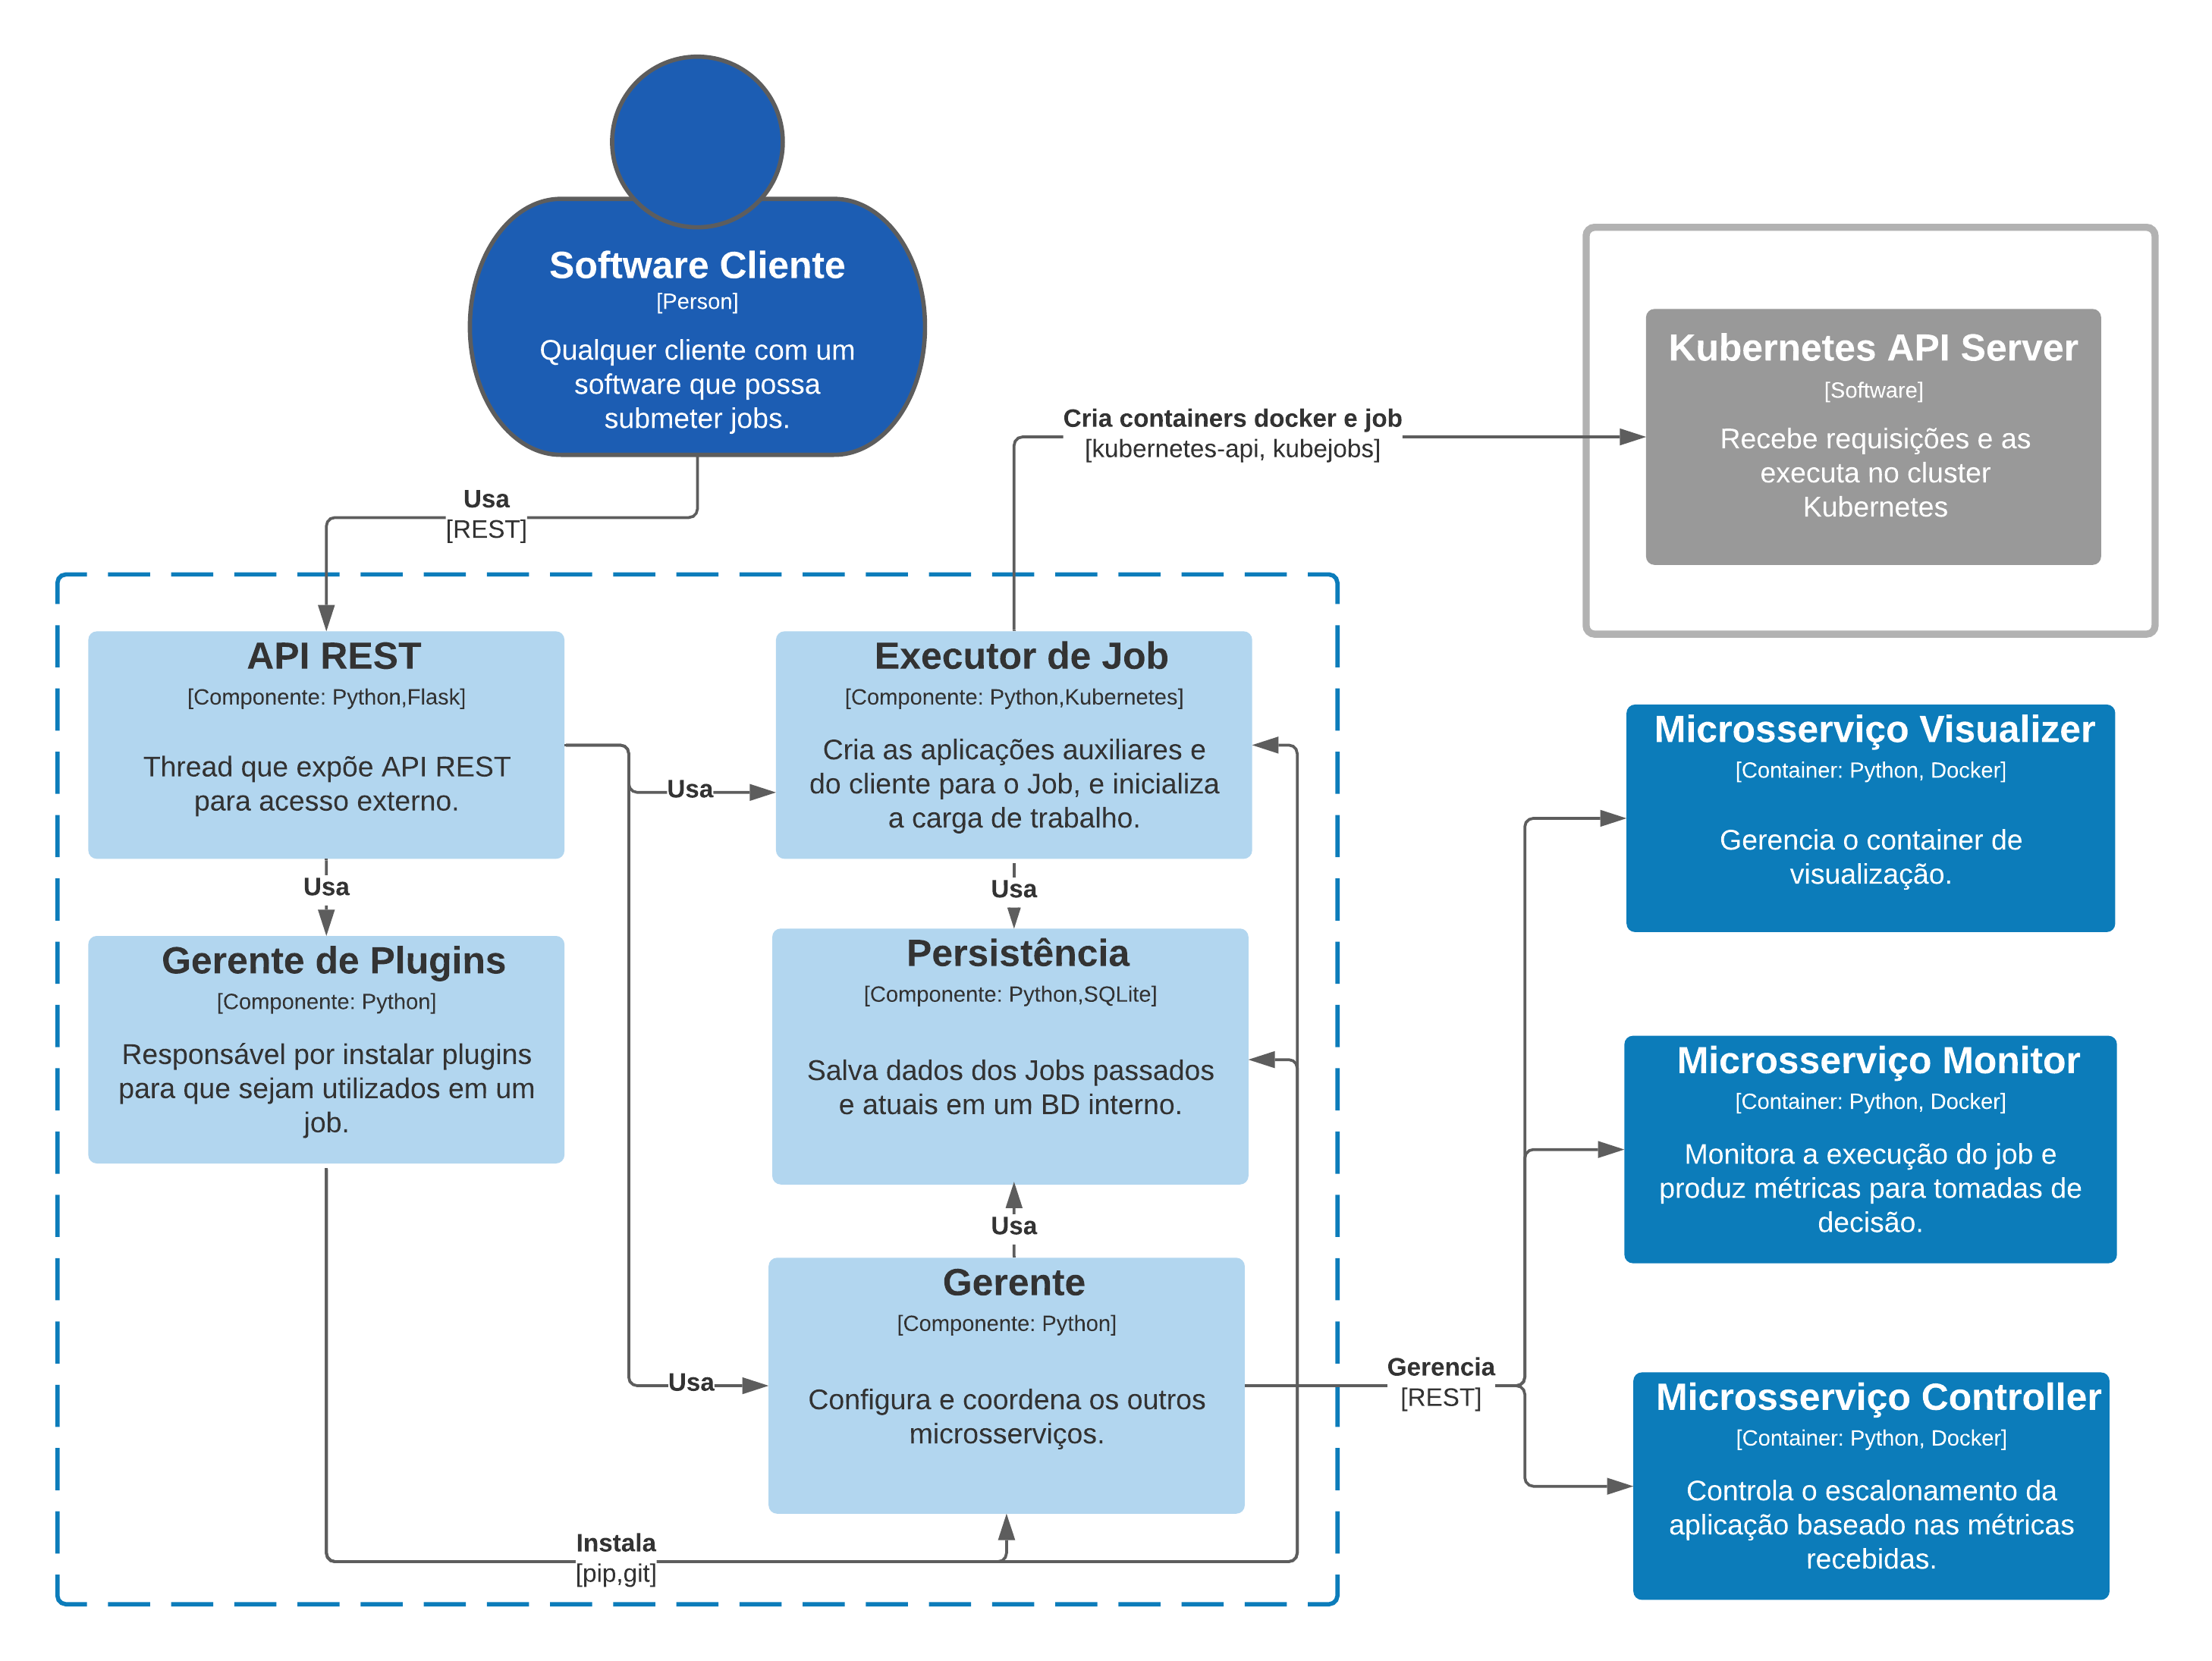 Software Cliente
[Person]
Qualquer cliente com um
software que possa
submeter jobs.
Usa
[REST]
Cria containers docker e job
[kubernetes-api, kubejobs]
Kubernetes API Server
[Software]
Recebe requisições e as
executa no cluster
Kubernetes
API REST
[Componente: Python,Flask]
Thread que expõe API REST
para acesso externo.
Usa
Executor de Job
[Componente: Python,Kubernetes]
Cria as aplicações auxiliares e
do cliente para o Job, e inicializa
a carga de trabalho.
Usa
Gerente de Plugins
[Componente: Python]
Responsável por instalar plugins
para que sejam utilizados em um
job.
Usa
Persistência
[Componente: Python,SQLite]
Salva dados dos Jobs passados
e atuais em um BD interno.
Usa
Usa
Gerente
[Componente: Python]
Configura e coordena os outros
microsserviços.
Instala
[pip,git]
Gerencia
[REST]
Microsserviço Visualizer
[Container: Python, Docker]
Gerencia o container de
visualização.
Microsserviço Monitor
[Container: Python, Docker]
Monitora a execução do job e
produz métricas para tomadas de
decisão.
Microsserviço Controller
[Container: Python, Docker]
Controla o escalonamento da
aplicação baseado nas métricas
recebidas.